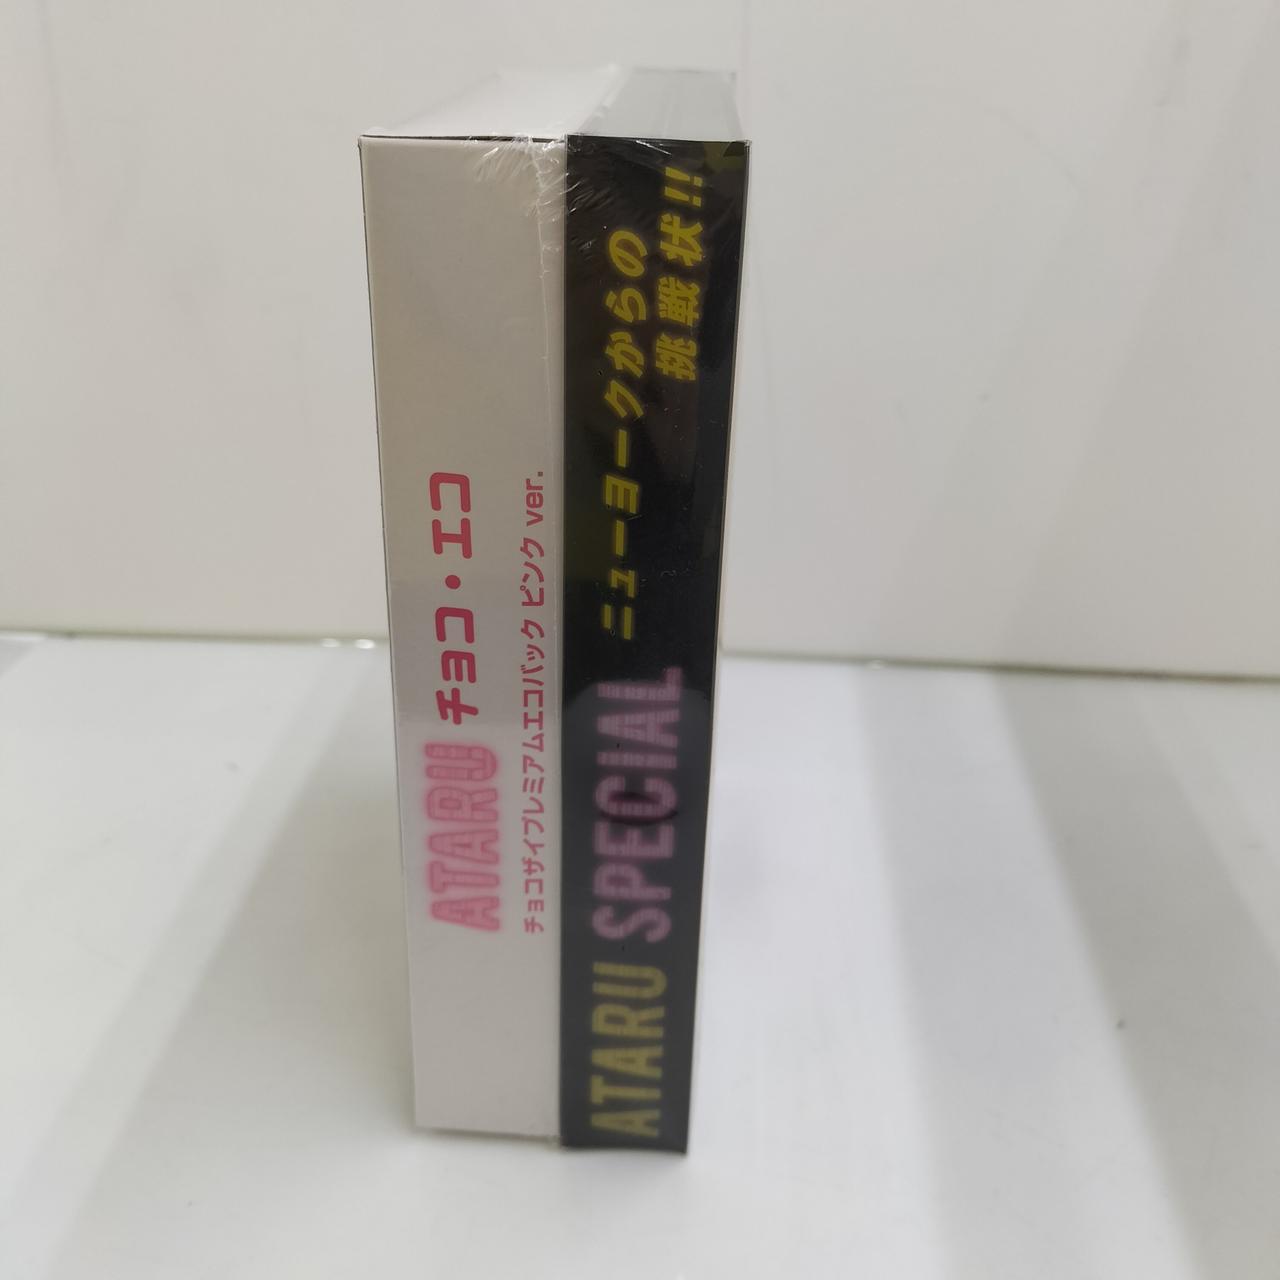 ATARU チョコ・エコ
チョコザイプレミアムエコバック ピンク ver.
ATARU SPECIAL ニューヨークからの
挑戦状!!